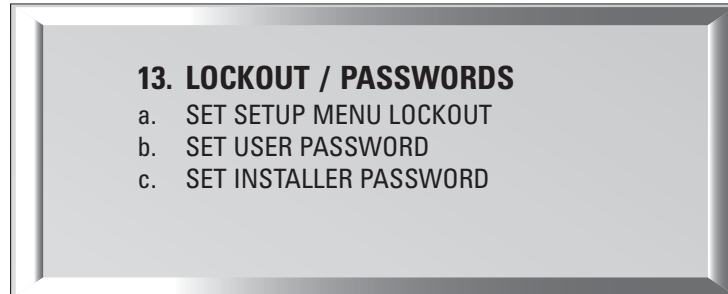 13. LOCKOUT / PASSWORDS
a. SET SETUP MENU LOCKOUT
b. SET USER PASSWORD
c. SET INSTALLER PASSWORD